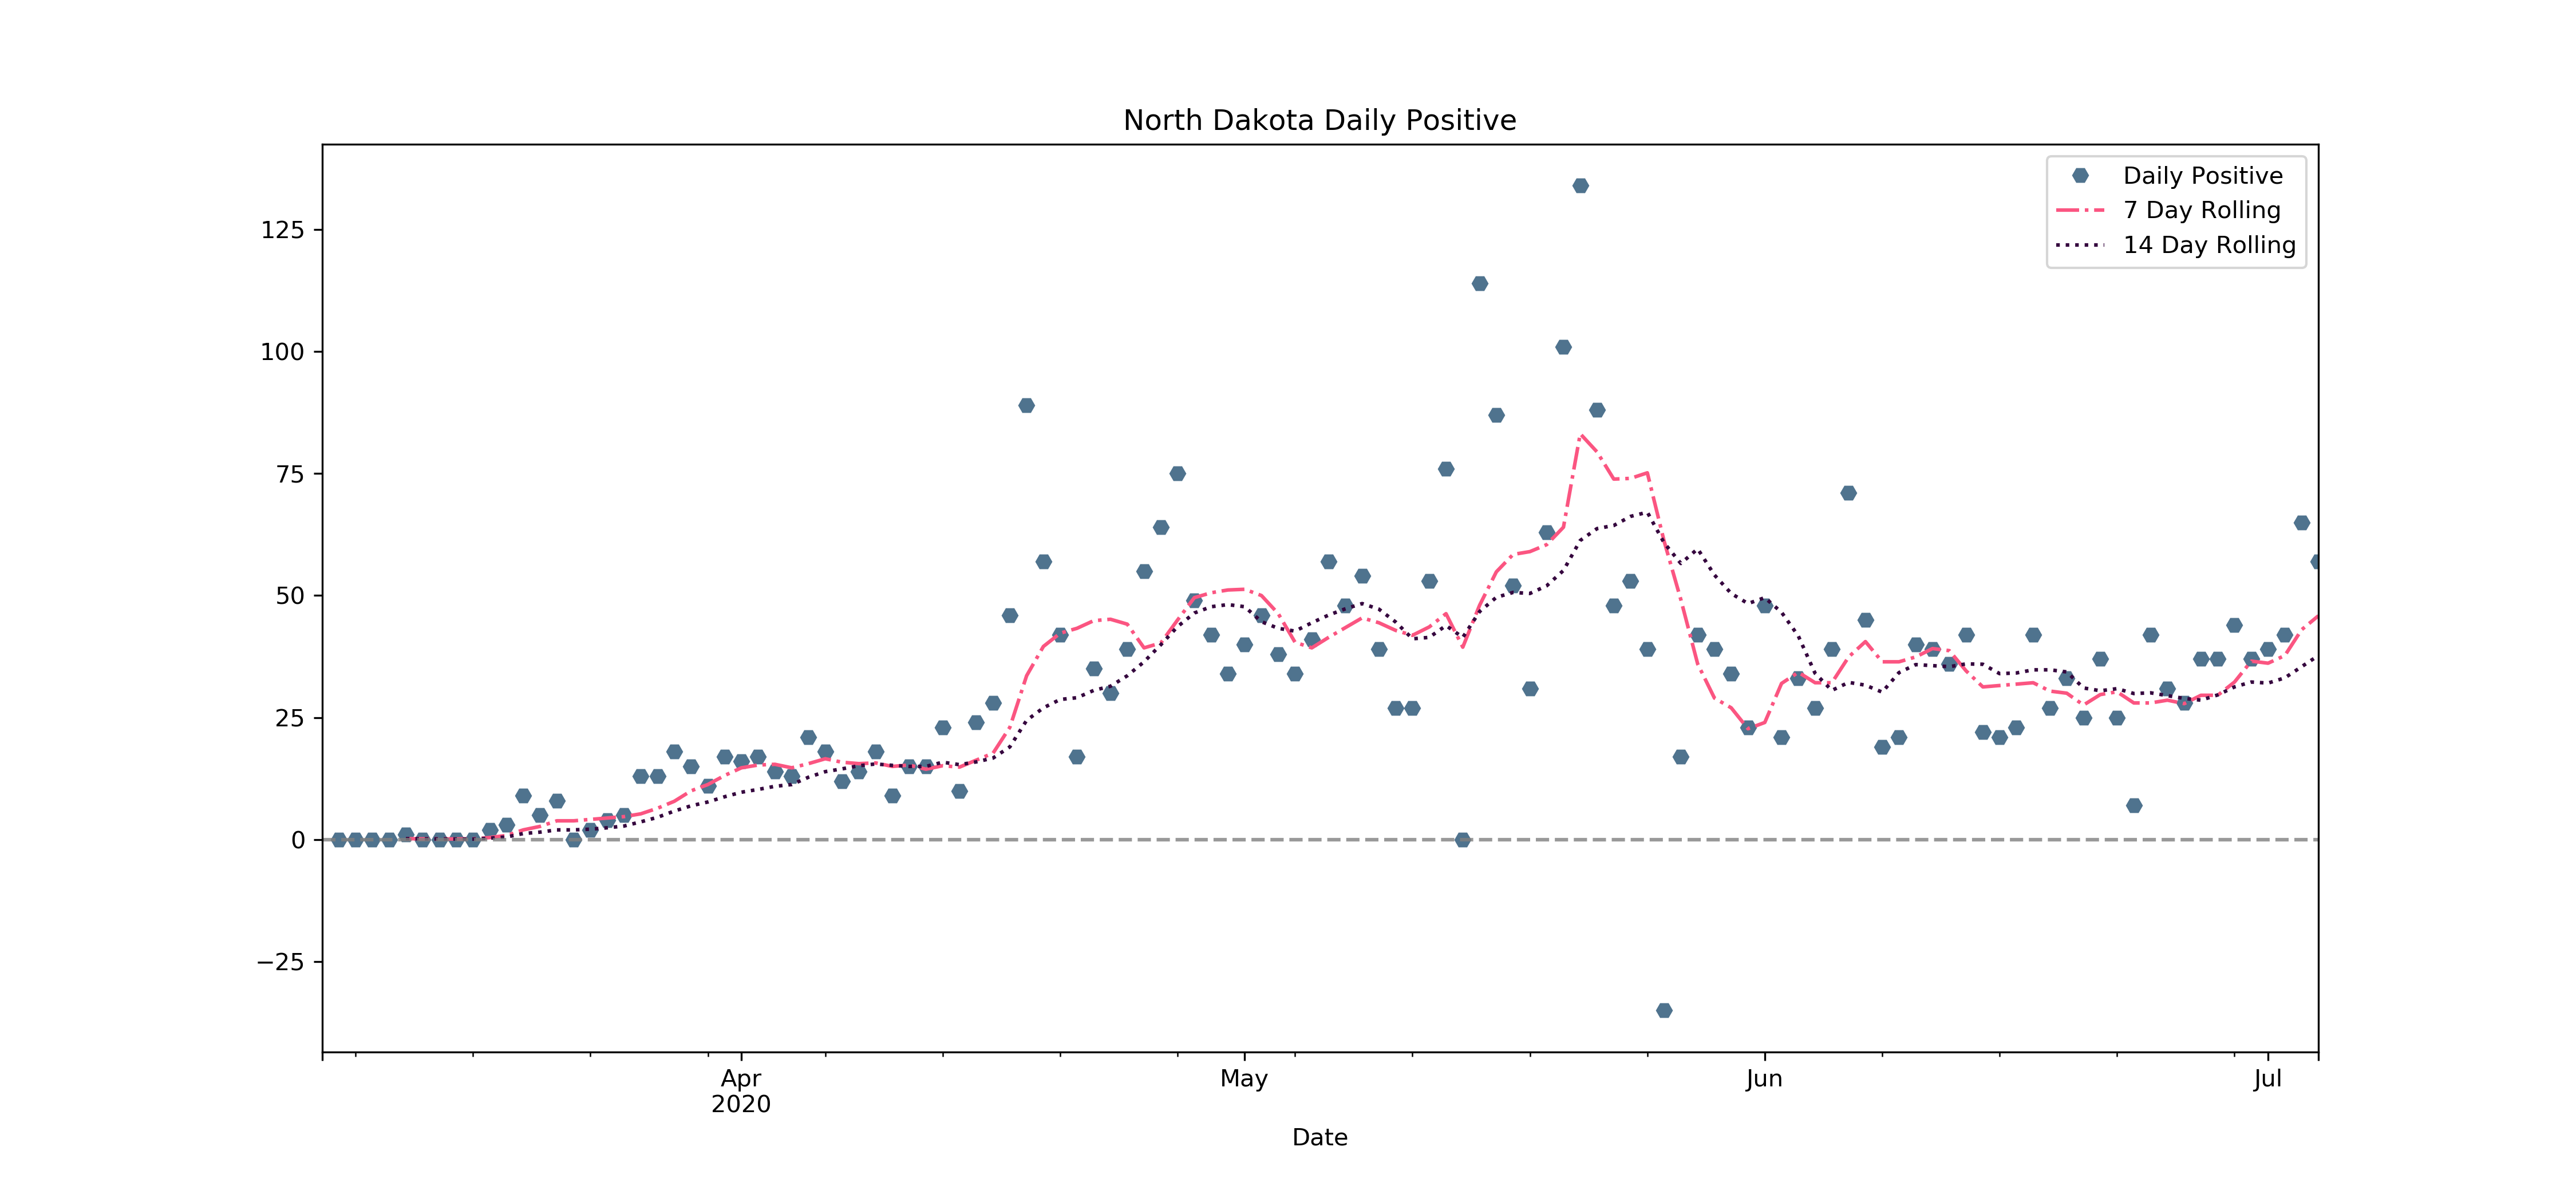 North Dakota Daily Positive
Daily Positive
7 Day Rolling
14 Day Rolling
125
100
75
50
25
0
−25
Apr
2020
May
Jun
Jul
Date